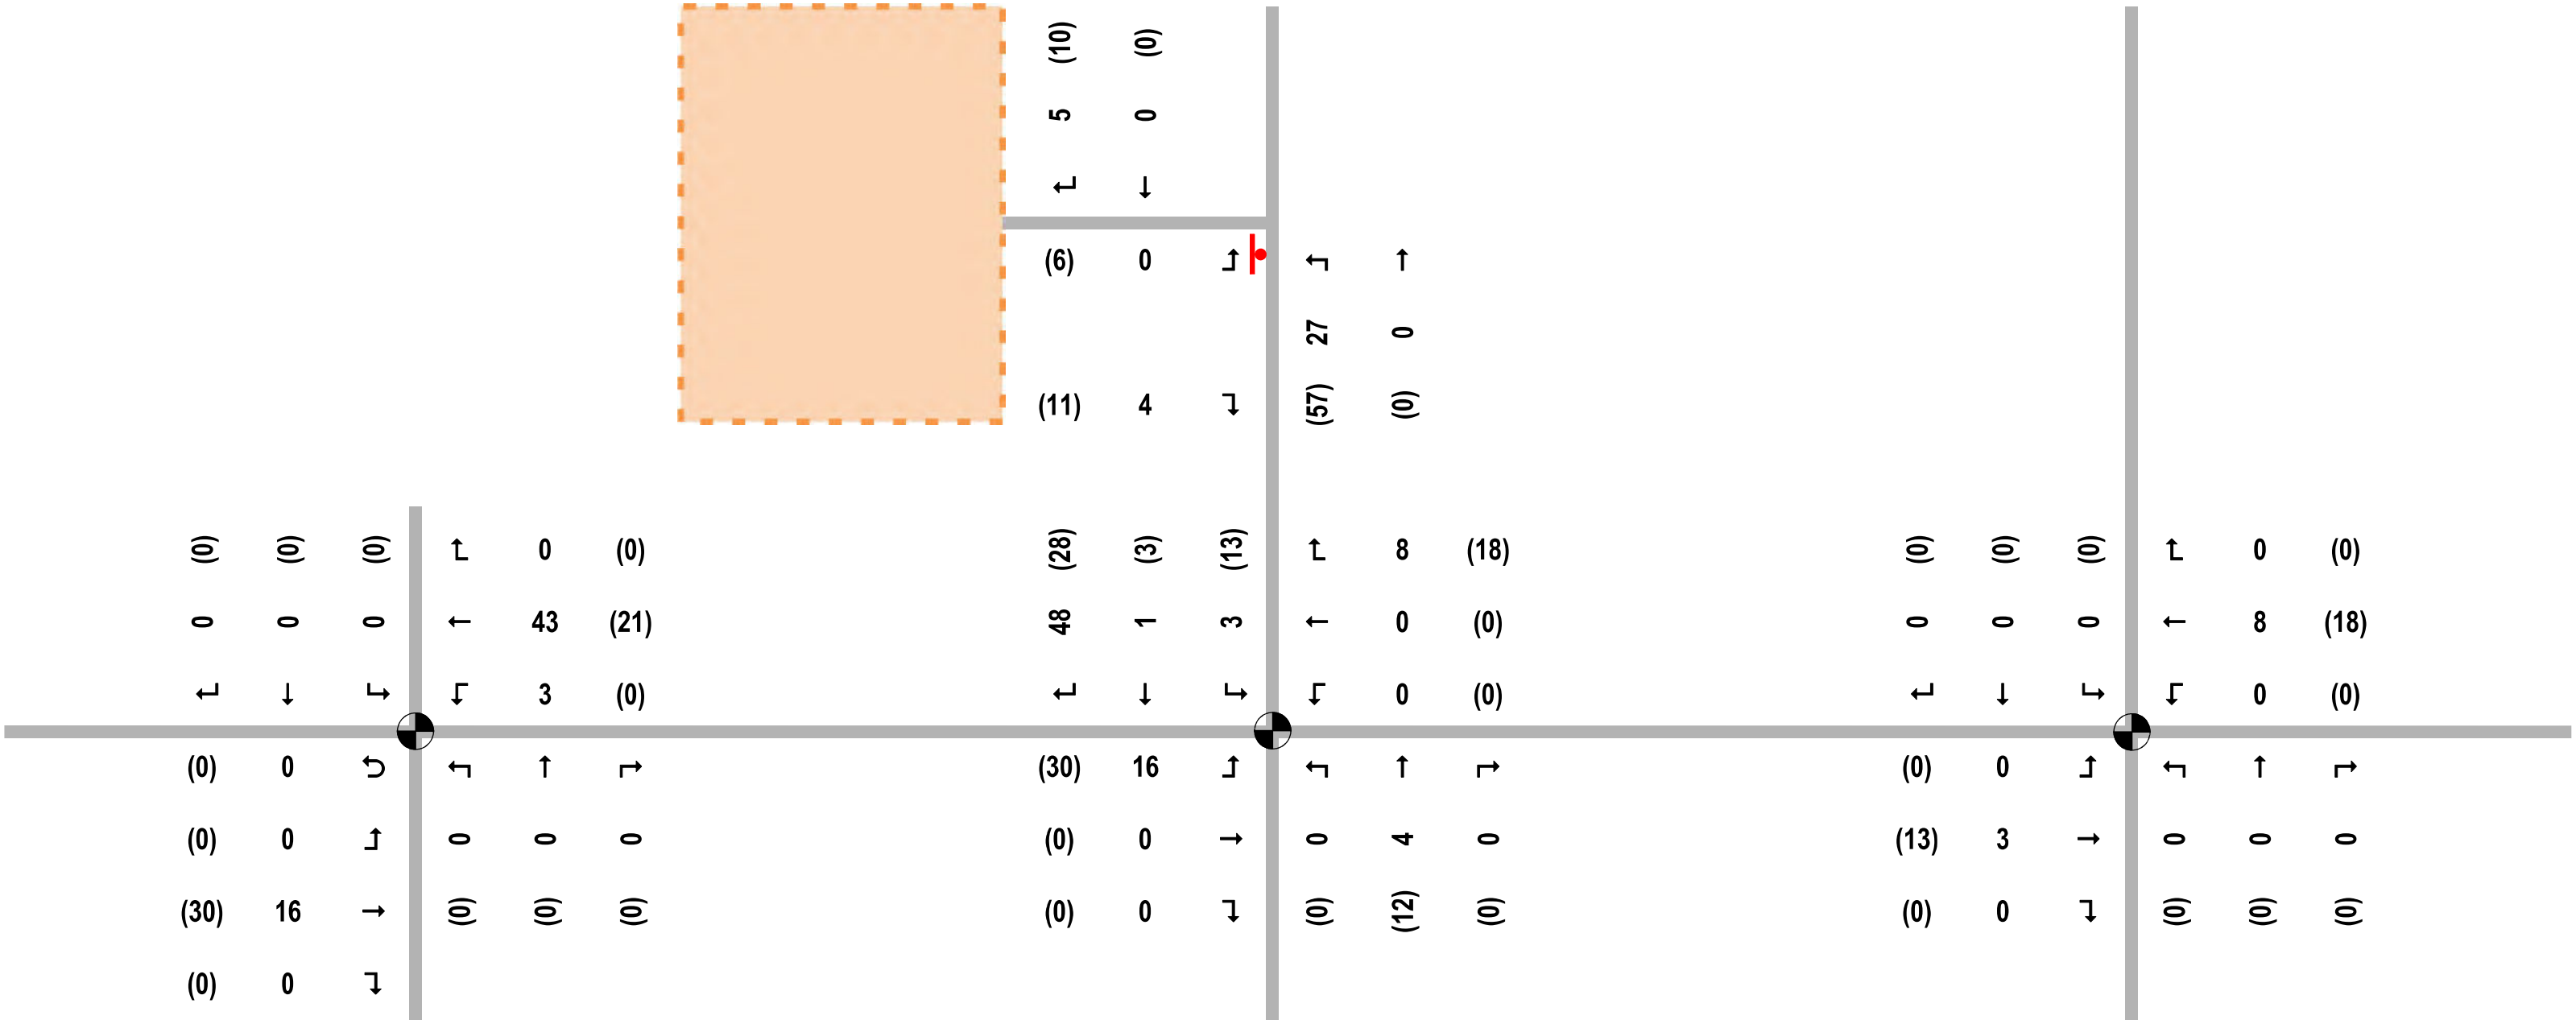 (10) (0)
5 0
↵ ↓
(6) 0 ⮥ ↰ ↑
27 0
(11) 4 ⮧ (57) (0)
(0) (0) (0) ↱ 0 (0) (28) (3) (13) ↱ 8 (18) (0) (0) (0) ↱ 0 (0)
0 0 0 ← 43 (21) 48 1 3 ← 0 (0) 0 0 0 ← 8 (18)
↵ ↓ ↳ ↲ 3 (0) ↵ ↓ ↳ ↲ 0 (0) ↵ ↓ ↳ ↲ 0 (0)
(0) 0 ⮌ ↰ ↑ ↱ (30) 16 ⮥ ↰ ↑ ↱ (0) 0 ⮥ ↰ ↑ ↱
(0) 0 ⮥ 0 0 0 (0) 0 → 0 4 0 (13) 3 → 0 0 0
(30) 16 → (0) (0) (0) (0) 0 ⮧ (0) (12) (0) (0) 0 ⮧ (0) (0) (0)
(0) 0 ⮧